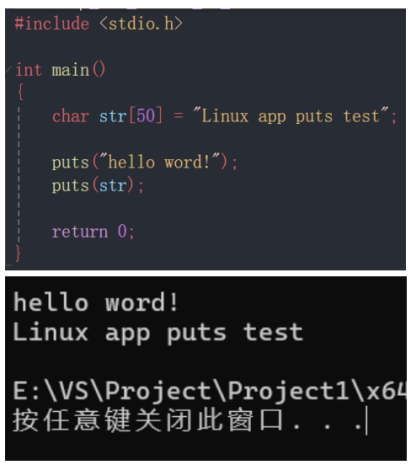 #include <stdio.h>
int main()
{
char str[50] = "Linux app puts test";
puts("hello word!");
puts(str);
return 0;
}
hello word!
Linux app puts test
E:\VS\Project\Project1\x64
按任意键关闭此窗口. . .